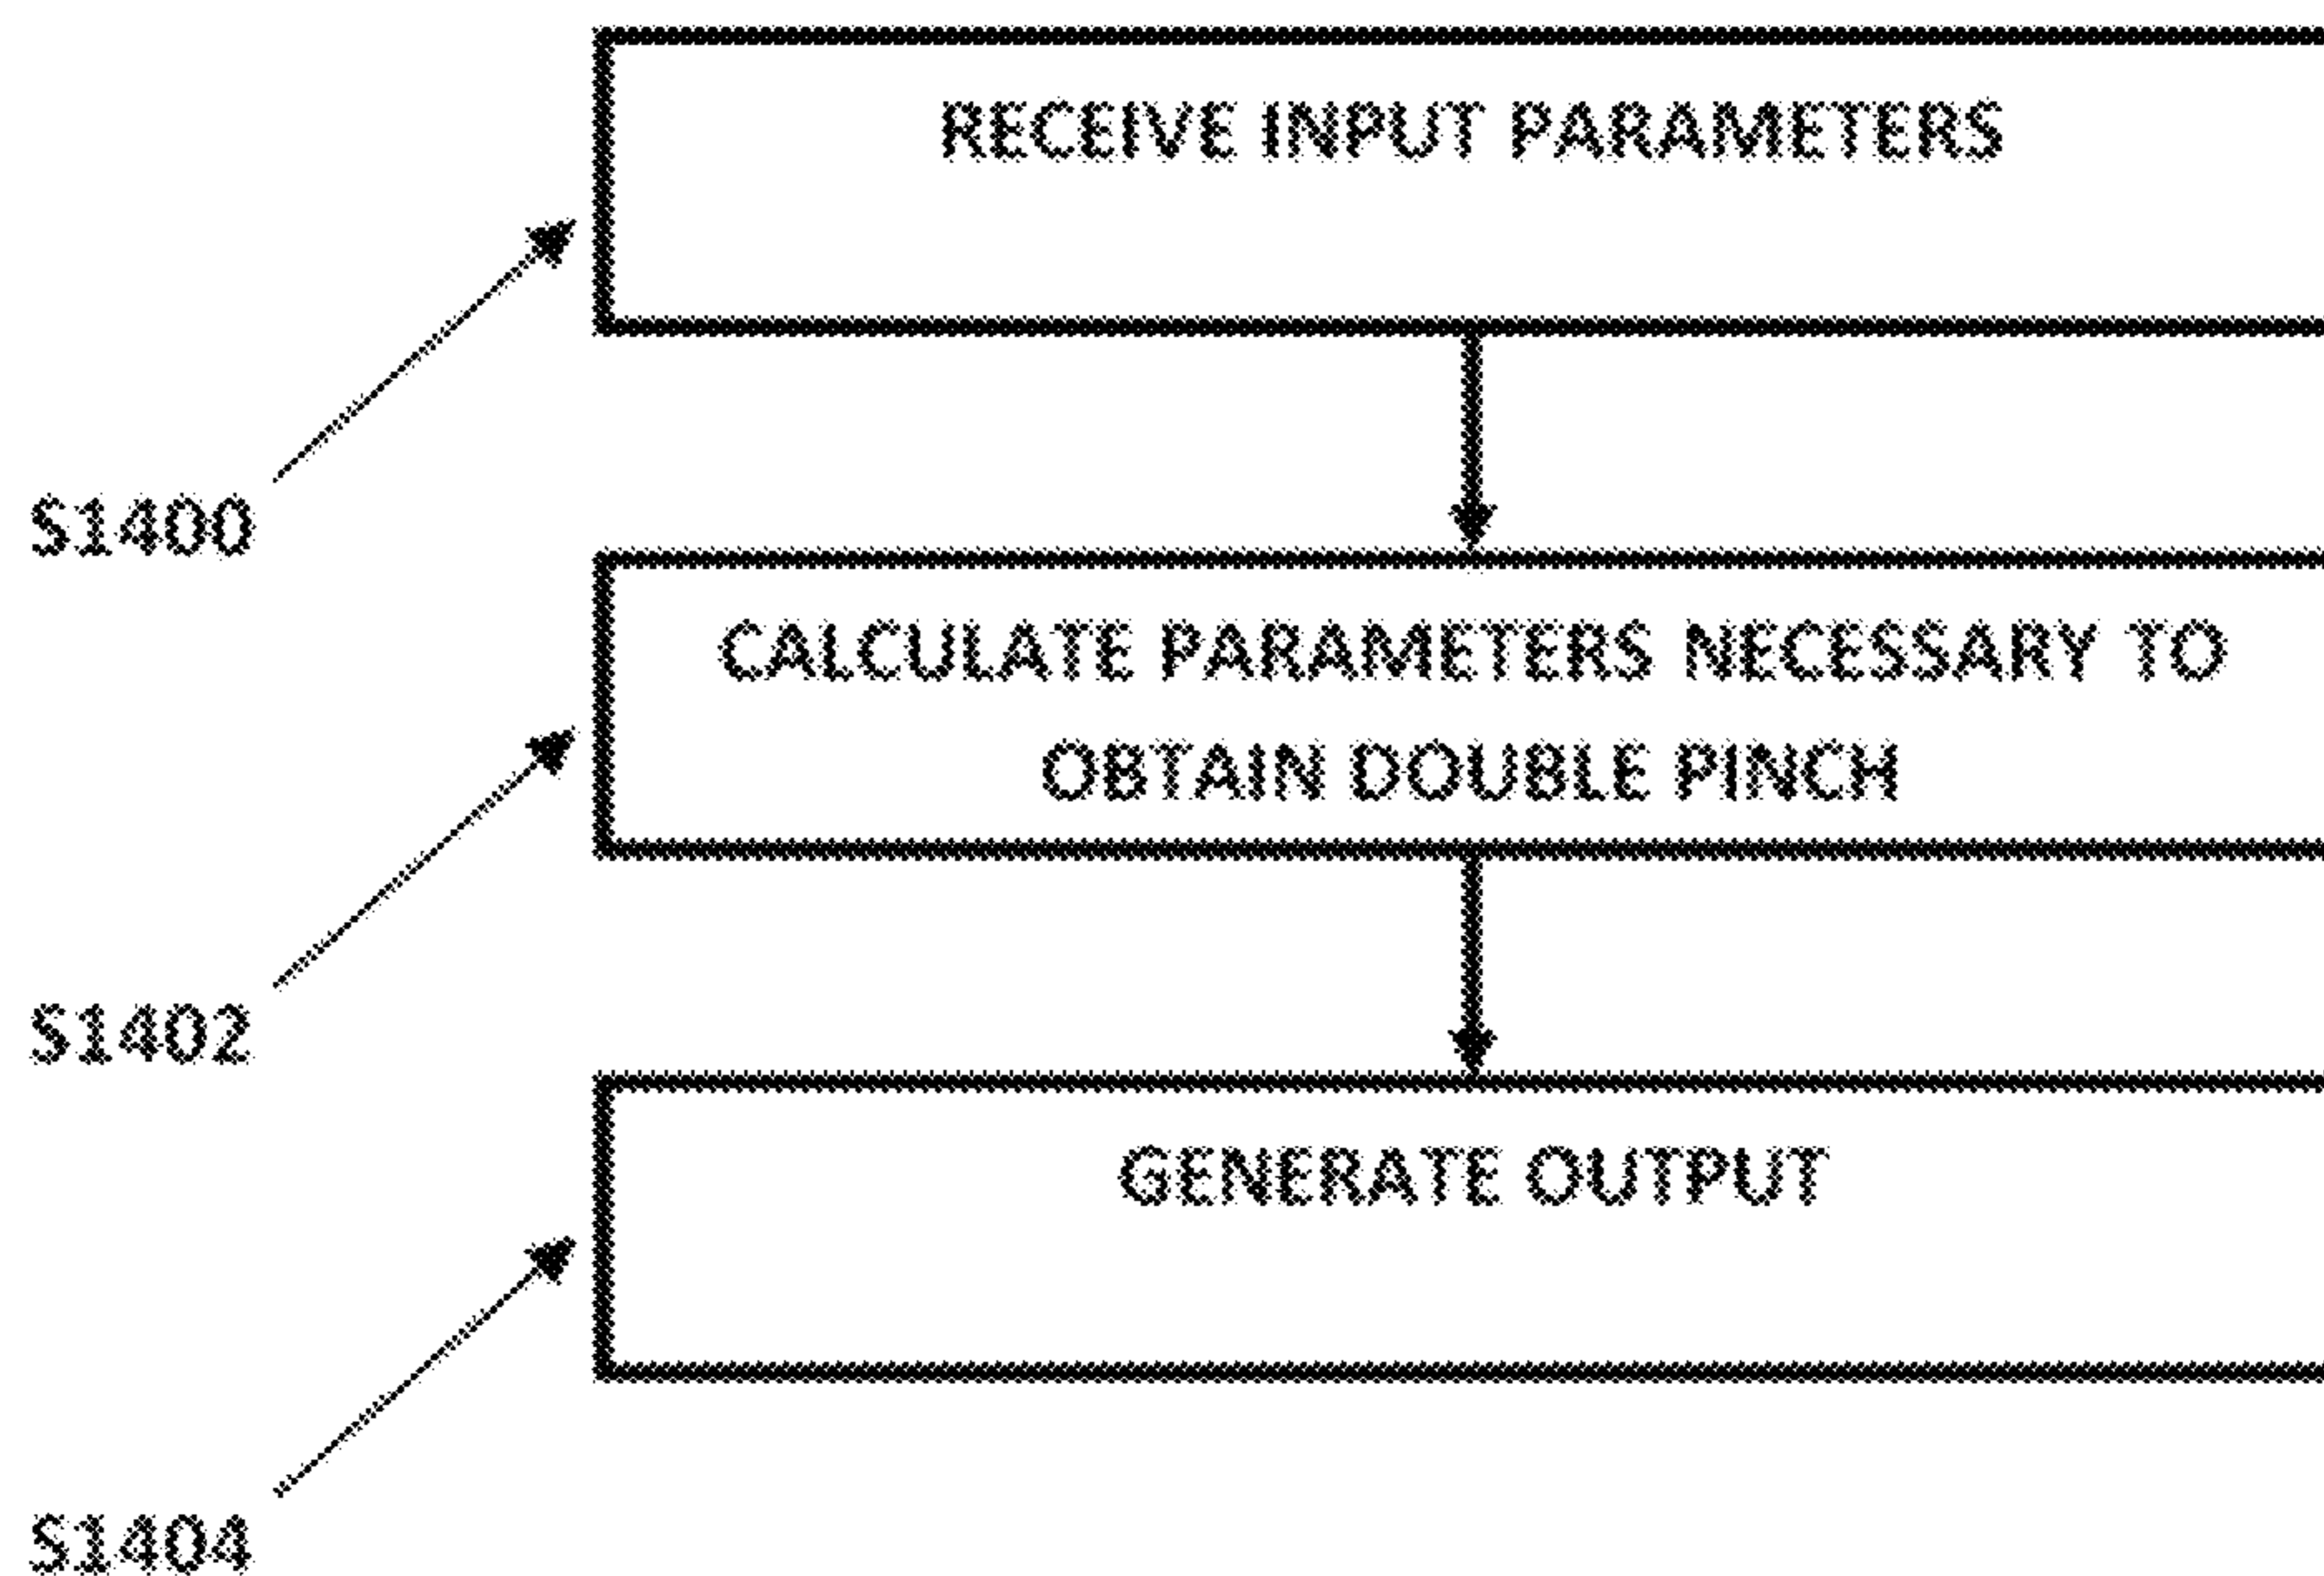 RECEIVE INPUT PARAMETERS
S1400
CALCULATE PARAMETERS NECESSARY TO
OBTAIN DOUBLE PINCH
S1402
GENERATE OUTPUT
S1404